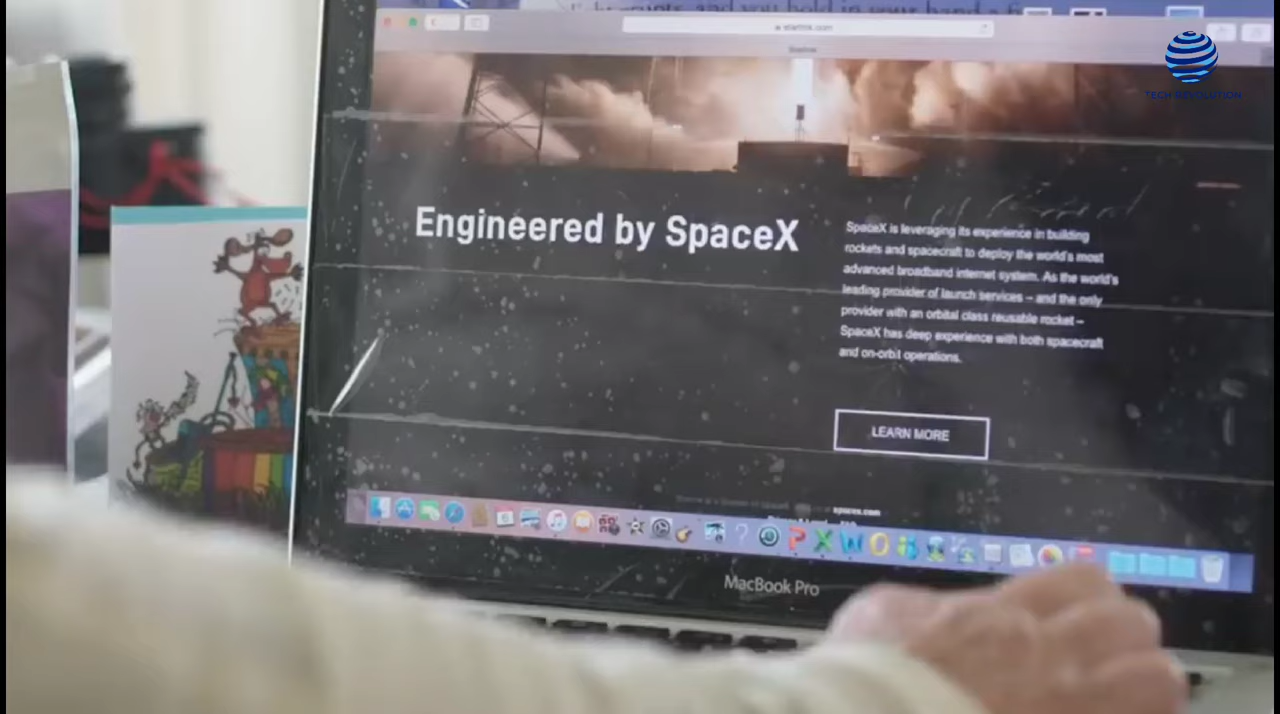 starlink.com
Starlink
TECH REVOLUTION
Engineered by SpaceX
SpaceX is leveraging its experience in building
rockets and spacecraft to deploy the world's most
advanced broadband internet system. As the world's
leading provider of launch services – and the only
provider with an orbital class reusable rocket –
SpaceX has deep experience with both spacecraft
and on-orbit operations.
LEARN MORE
spacex.com
MacBook Pro